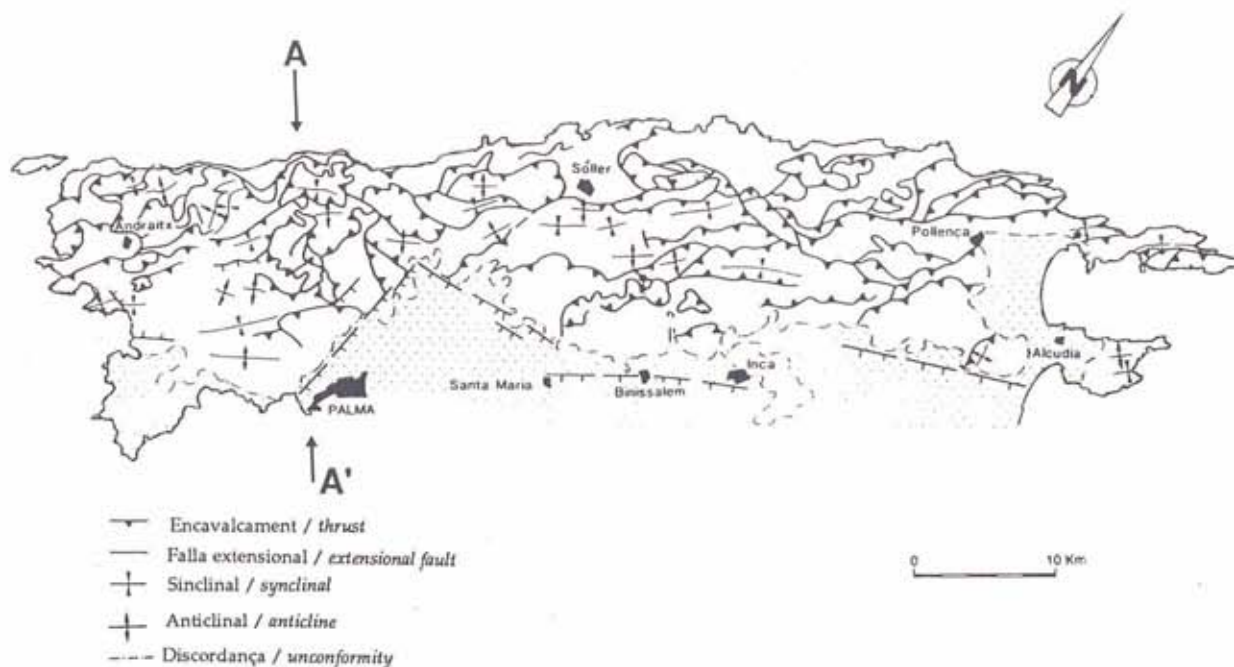 A
N
Sóller
Andraitx
Pollença
Alcudia
Inca
Santa Maria
Binissalem
PALMA
A'
Encavalcament / thrust
Falla extensional / extensional fault
Sinclinal / synclinal
Anticlinal / anticline
Discordança / unconformity
0 10 Km